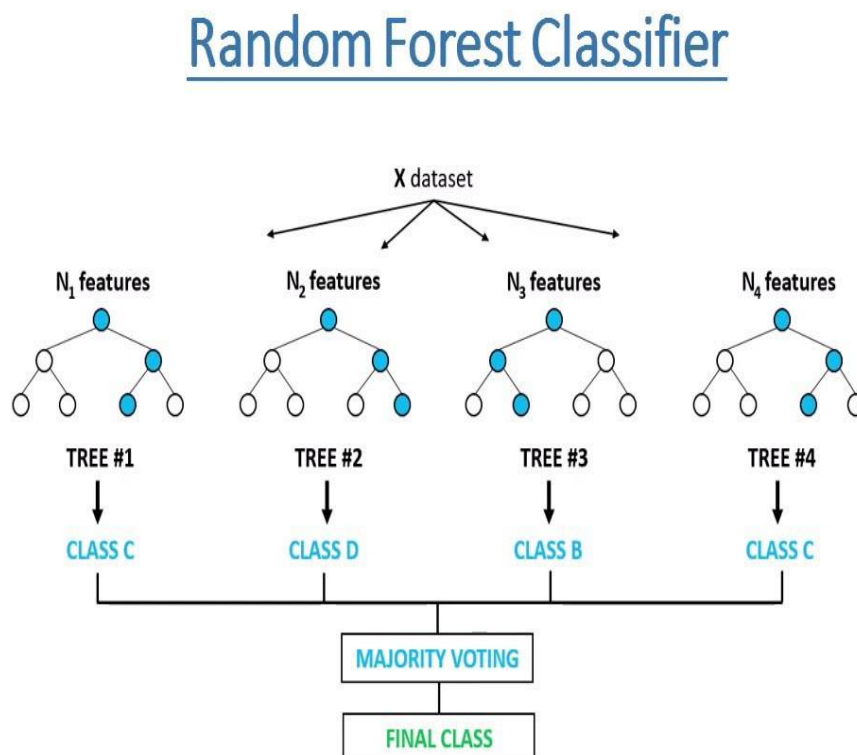 Random Forest Classifier
X dataset
N₁ features N₂ features N₃ features N₄ features
TREE #1 TREE #2 TREE #3 TREE #4
CLASS C CLASS D CLASS B CLASS C
MAJORITY VOTING
FINAL CLASS